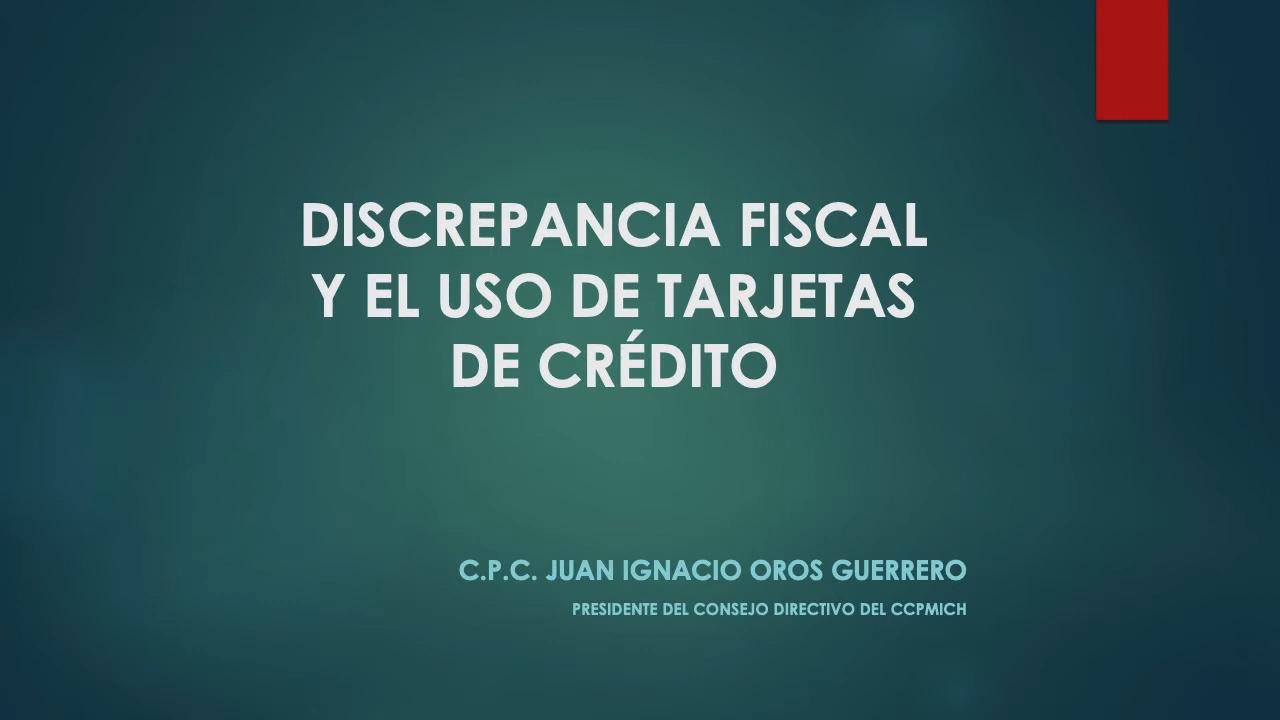 DISCREPANCIA FISCAL
Y EL USO DE TARJETAS
DE CRÉDITO
C.P.C. JUAN IGNACIO OROS GUERRERO
PRESIDENTE DEL CONSEJO DIRECTIVO DEL CCPMICH